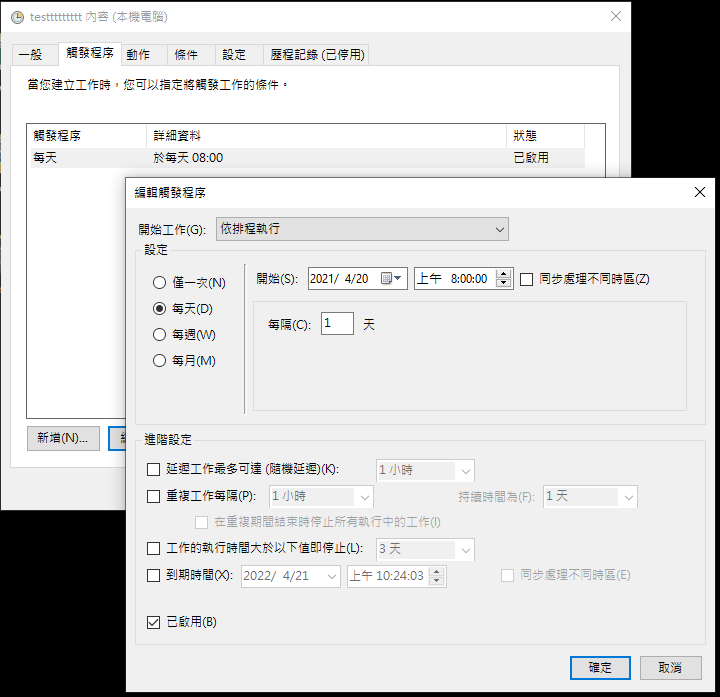 testttttttt 內容 (本機電腦)
一般 觸發程序 動作 條件 設定 歷程記錄 (已停用)
當您建立工作時，您可以指定將觸發工作的條件。
觸發程序 詳細資料 狀態
每天 於每天 08:00 已啟用
編輯觸發程序
開始工作(G): 依排程執行
設定
僅一次(N)
每天(D)
每週(W)
每月(M)
開始(S): 2021/ 4/20 上午 8:00:00 同步處理不同時區(Z)
每隔(C): 1 天
新增(N)...
進階設定
延遲工作最多可達 (隨機延遲)(K): 1 小時
重複工作每隔(P): 1 小時 持續時間為(F): 1 天
在重複期間結束時停止所有執行中的工作(I)
工作的執行時間大於以下值即停止(L): 3 天
到期時間(X): 2022/ 4/21 上午 10:24:03 同步處理不同時區(E)
已啟用(B)
確定 取消